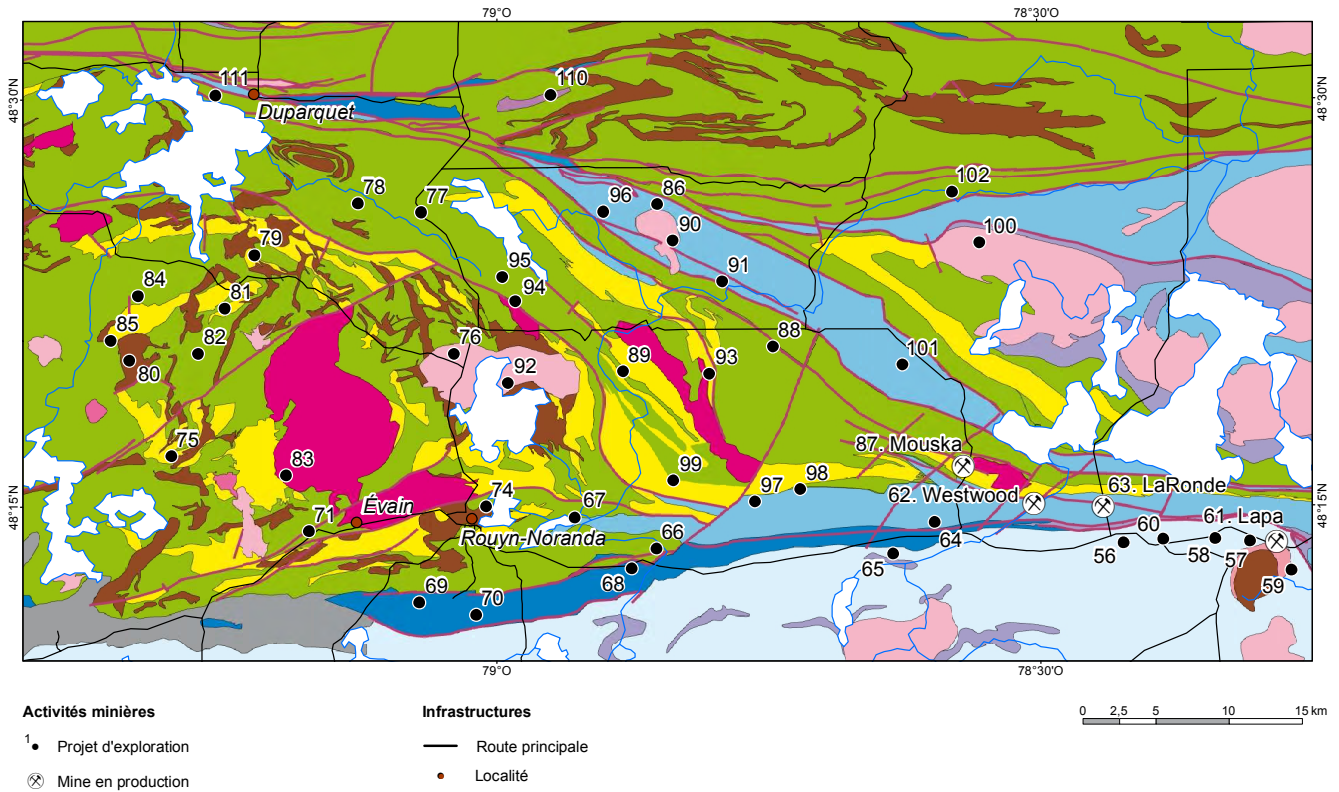 79°O
78°30'O
48°30'N
48°30'N
111
Duparquet
110
78
77
96
86
102
79
90
100
84
95
91
81
94
85
82
76
88
80
89
93
101
92
75
87. Mouska
83
99
98
62. Westwood
63. LaRonde
48°15'N
48°15'N
Évain
74
67
97
71
Rouyn-Noranda
60
61. Lapa
66
64
56
58
57
68
65
59
69
70
79°O
78°30'O
Activités minières
1 Projet d'exploration
Mine en production
Infrastructures
Route principale
Localité
0 2,5 5 10 15 km